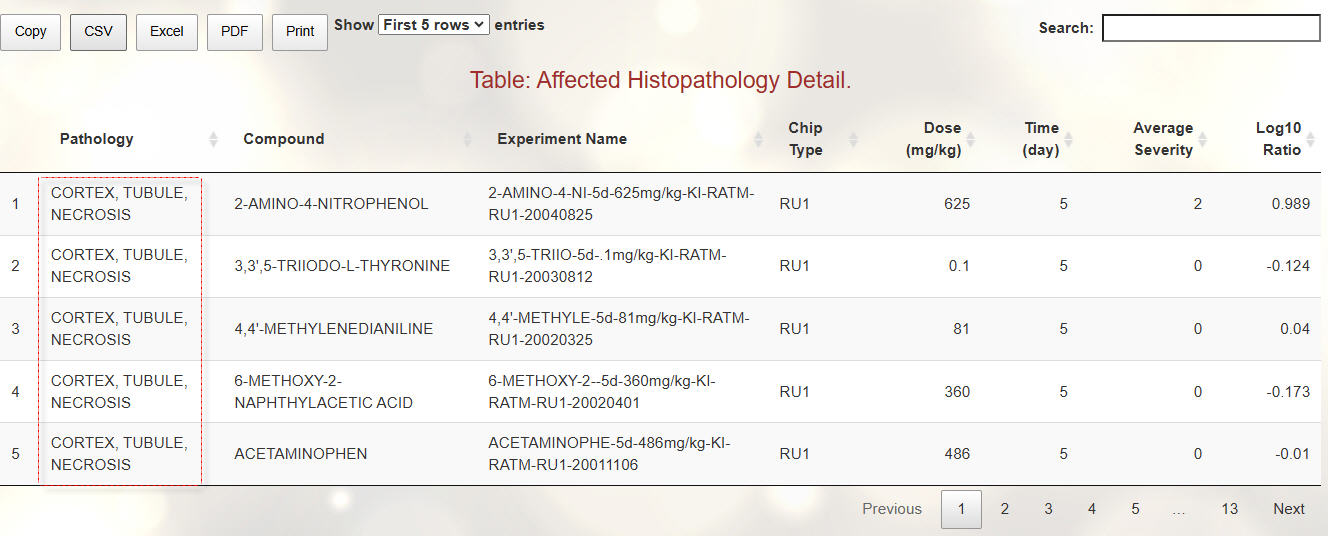 Copy CSV Excel PDF Print Show First 5 rows entries Search:
Table: Affected Histopathology Detail.
Pathology Compound Experiment Name Chip Type Dose (mg/kg) Time (day) Average Severity Log10 Ratio
1 CORTEX, TUBULE, NECROSIS 2-AMINO-4-NITROPHENOL 2-AMINO-4-NI-5d-625mg/kg-KI-RATM-RU1-20040825 RU1 625 5 2 0.989
2 CORTEX, TUBULE, NECROSIS 3,3',5-TRIIODO-L-THYRONINE 3,3',5-TRIIO-5d-.1mg/kg-KI-RATM-RU1-20030812 RU1 0.1 5 0 -0.124
3 CORTEX, TUBULE, NECROSIS 4,4'-METHYLENEDIANILINE 4,4'-METHYLE-5d-81mg/kg-KI-RATM-RU1-20020325 RU1 81 5 0 0.04
4 CORTEX, TUBULE, NECROSIS 6-METHOXY-2-NAPHTHYLACETIC ACID 6-METHOXY-2--5d-360mg/kg-KI-RATM-RU1-20020401 RU1 360 5 0 -0.173
5 CORTEX, TUBULE, NECROSIS ACETAMINOPHEN ACETAMINOPHE-5d-486mg/kg-KI-RATM-RU1-20011106 RU1 486 5 0 -0.01
Previous 1 2 3 4 5 … 13 Next